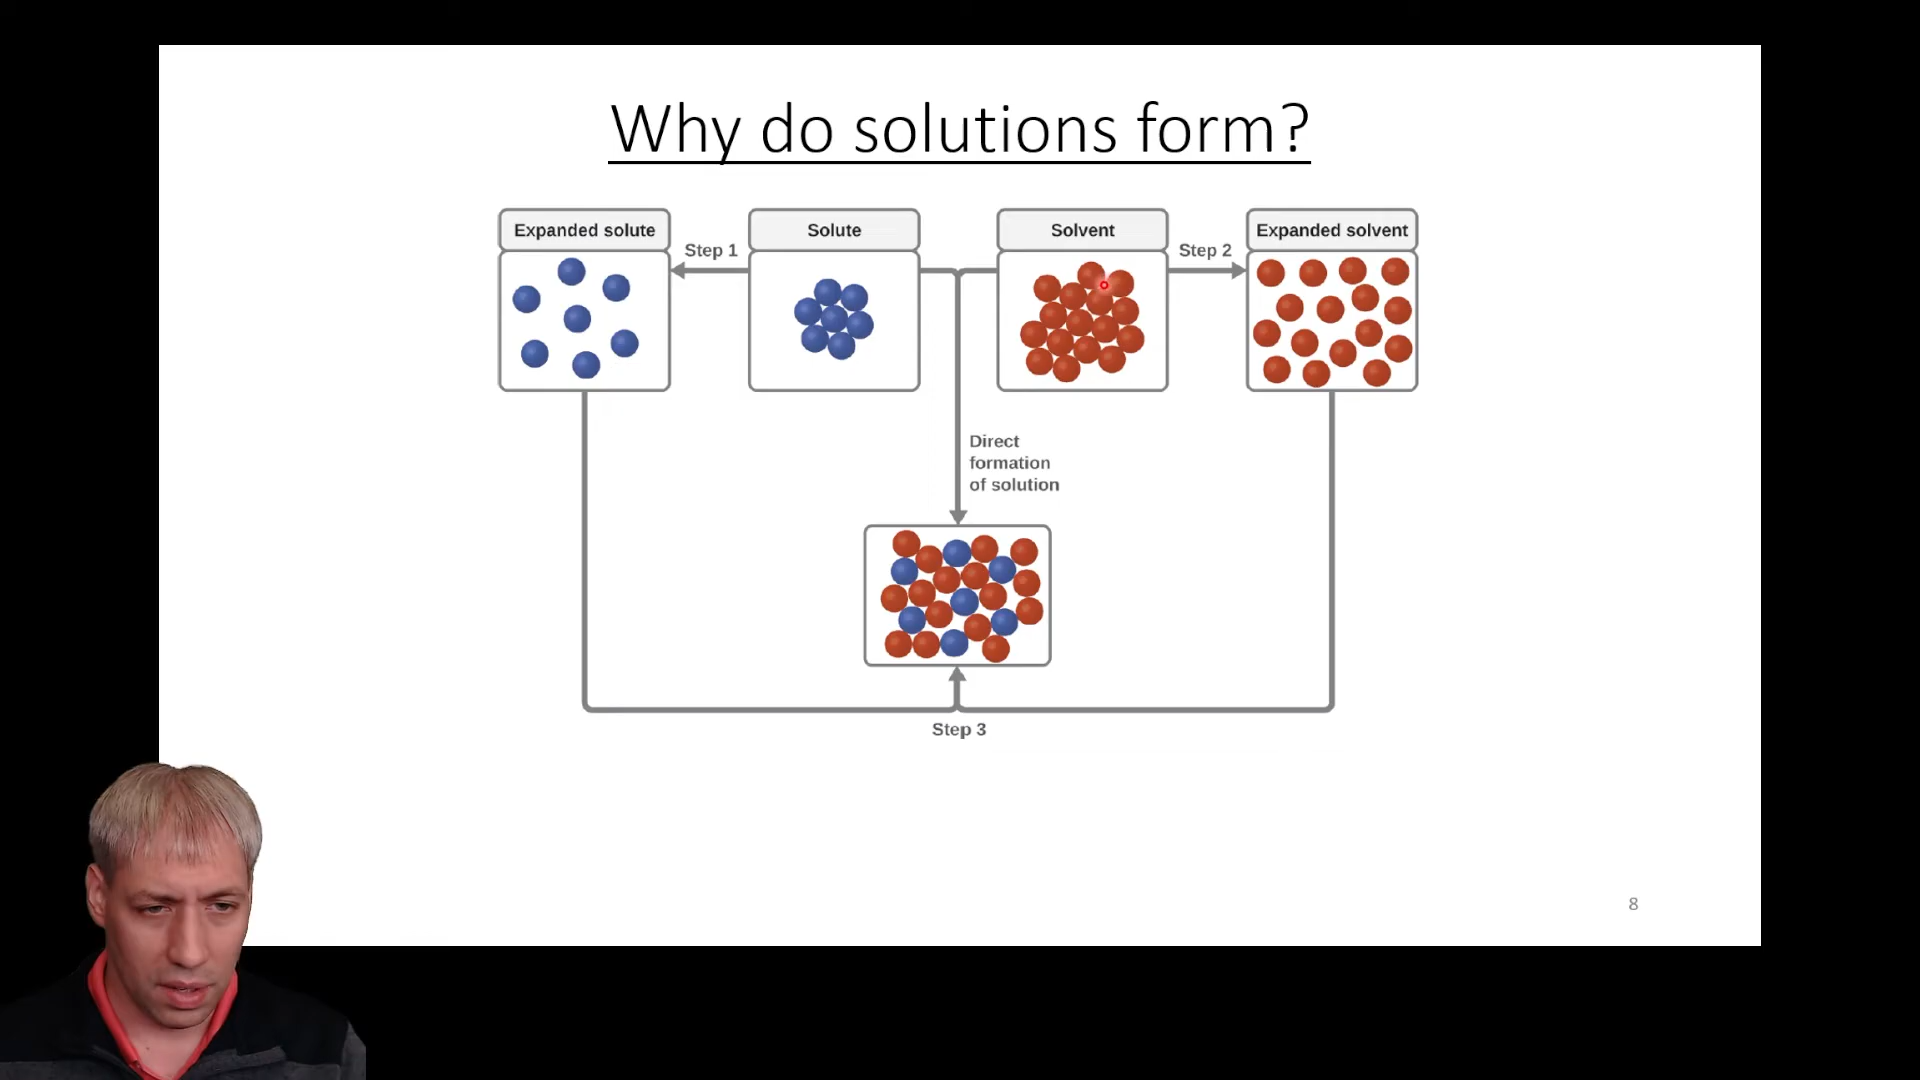 Why do solutions form?
Expanded solute
Step 1
Solute
Solvent
Step 2
Expanded solvent
Direct
formation
of solution
Step 3
8